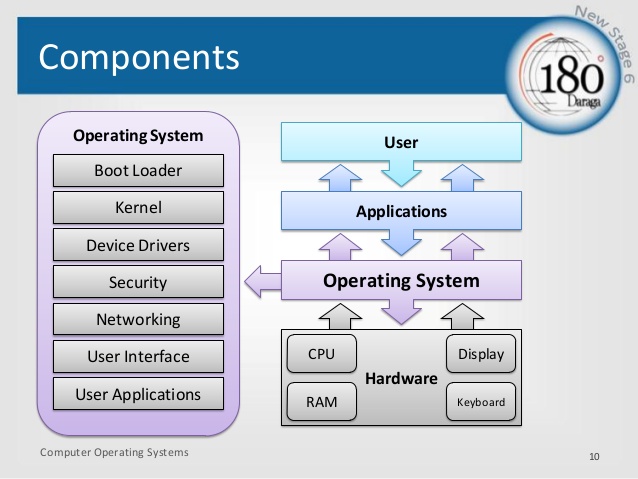 Components
New Stage 6
180°
Daraga
Operating System
Boot Loader
Kernel
Device Drivers
Security
Networking
User Interface
User Applications
User
Applications
Operating System
CPU
Display
Hardware
RAM
Keyboard
Computer Operating Systems
10